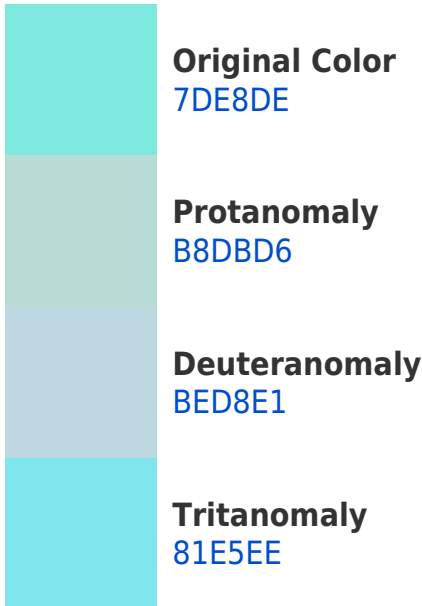 Original Color
7DE8DE
Protanomaly
B8DBD6
Deuteranomaly
BED8E1
Tritanomaly
81E5EE